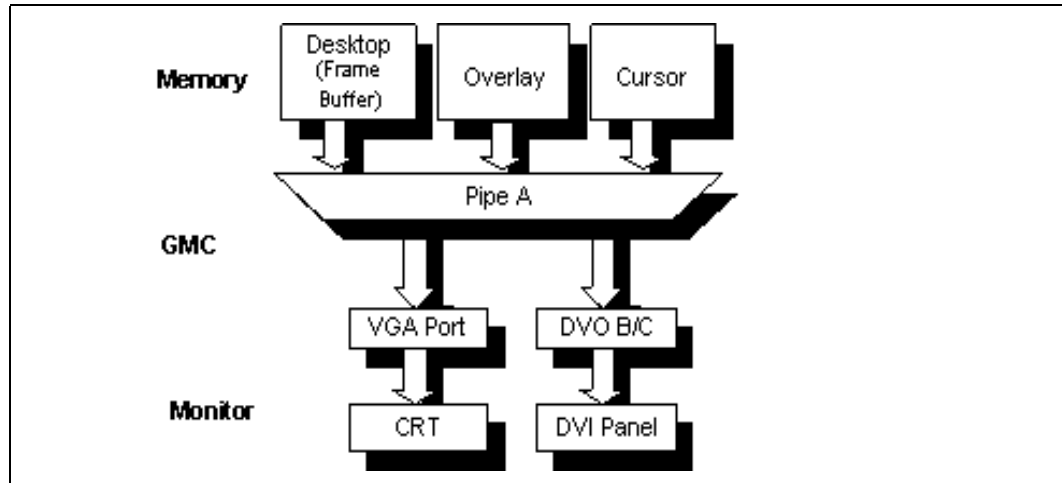 Memory
Desktop
(Frame
Buffer)
Overlay
Cursor
Pipe A
GMC
VGA Port
DVO B/C
Monitor
CRT
DVI Panel